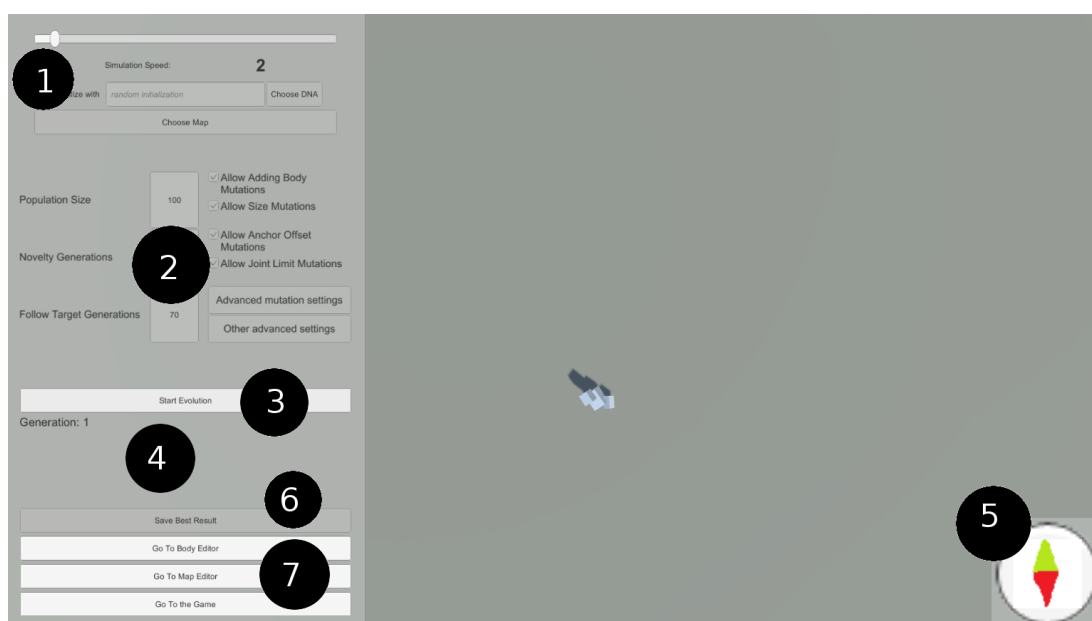 Simulation Speed: 2
1
ize with random initialization Choose DNA
Choose Map
Allow Adding Body
Mutations
Population Size 100
Allow Size Mutations
Allow Anchor Offset
Mutations
Novelty Generations 2
Allow Joint Limit Mutations
Advanced mutation settings
Follow Target Generations 70
Other advanced settings
Start Evolution 3
Generation: 1
4
6
Save Best Result
5
Go To Body Editor
Go To Map Editor 7
Go To the Game